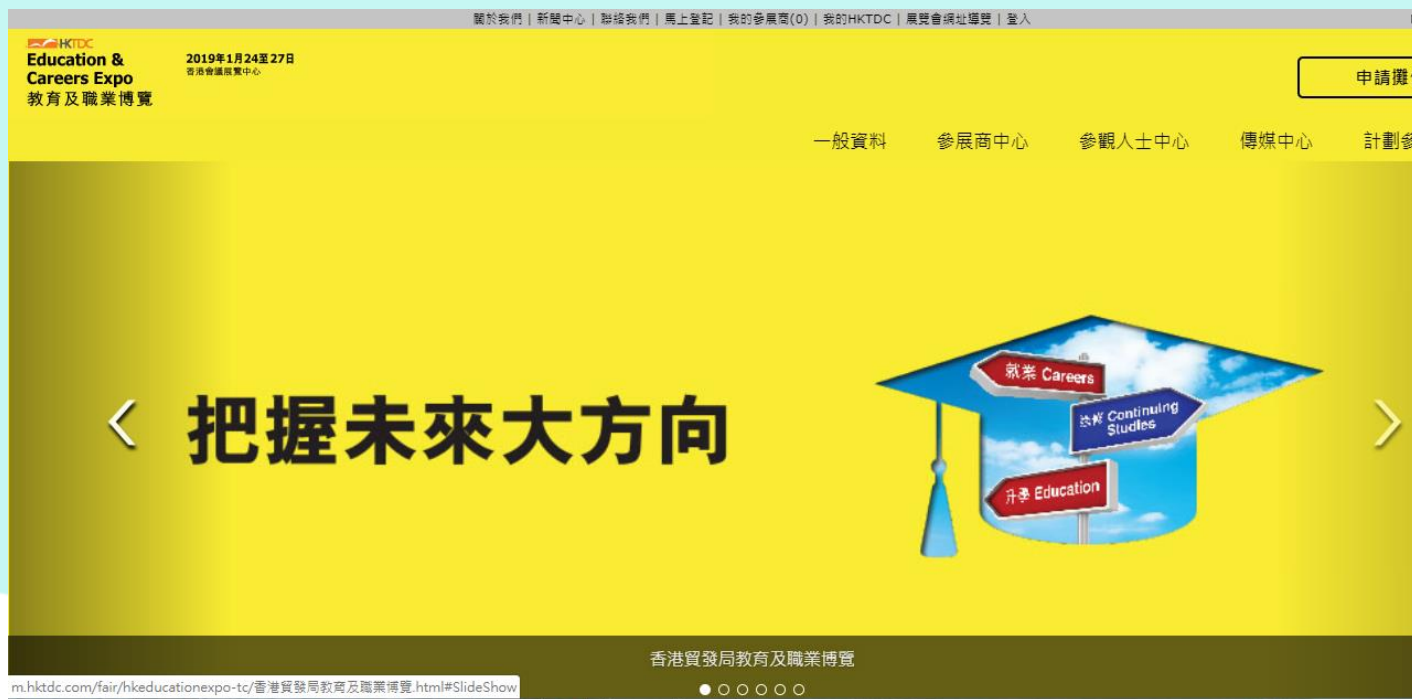 關於我們 | 新聞中心 | 聯絡我們 | 馬上登記 | 我的參展商(0) | 我的HKTDC | 展覽會網址導覽 | 登入
HKTDC
Education &
Careers Expo
教育及職業博覽
2019年1月24至27日
香港會議展覽中心
申請攤
一般資料 參展商中心 參觀人士中心 傳媒中心 計劃參
把握未來大方向
就業 Careers
Continuing
Studies
升學 Education
香港貿發局教育及職業博覽
m.hktdc.com/fair/hkeducationexpo-tc/香港貿發局教育及職業博覽.html#SlideShow